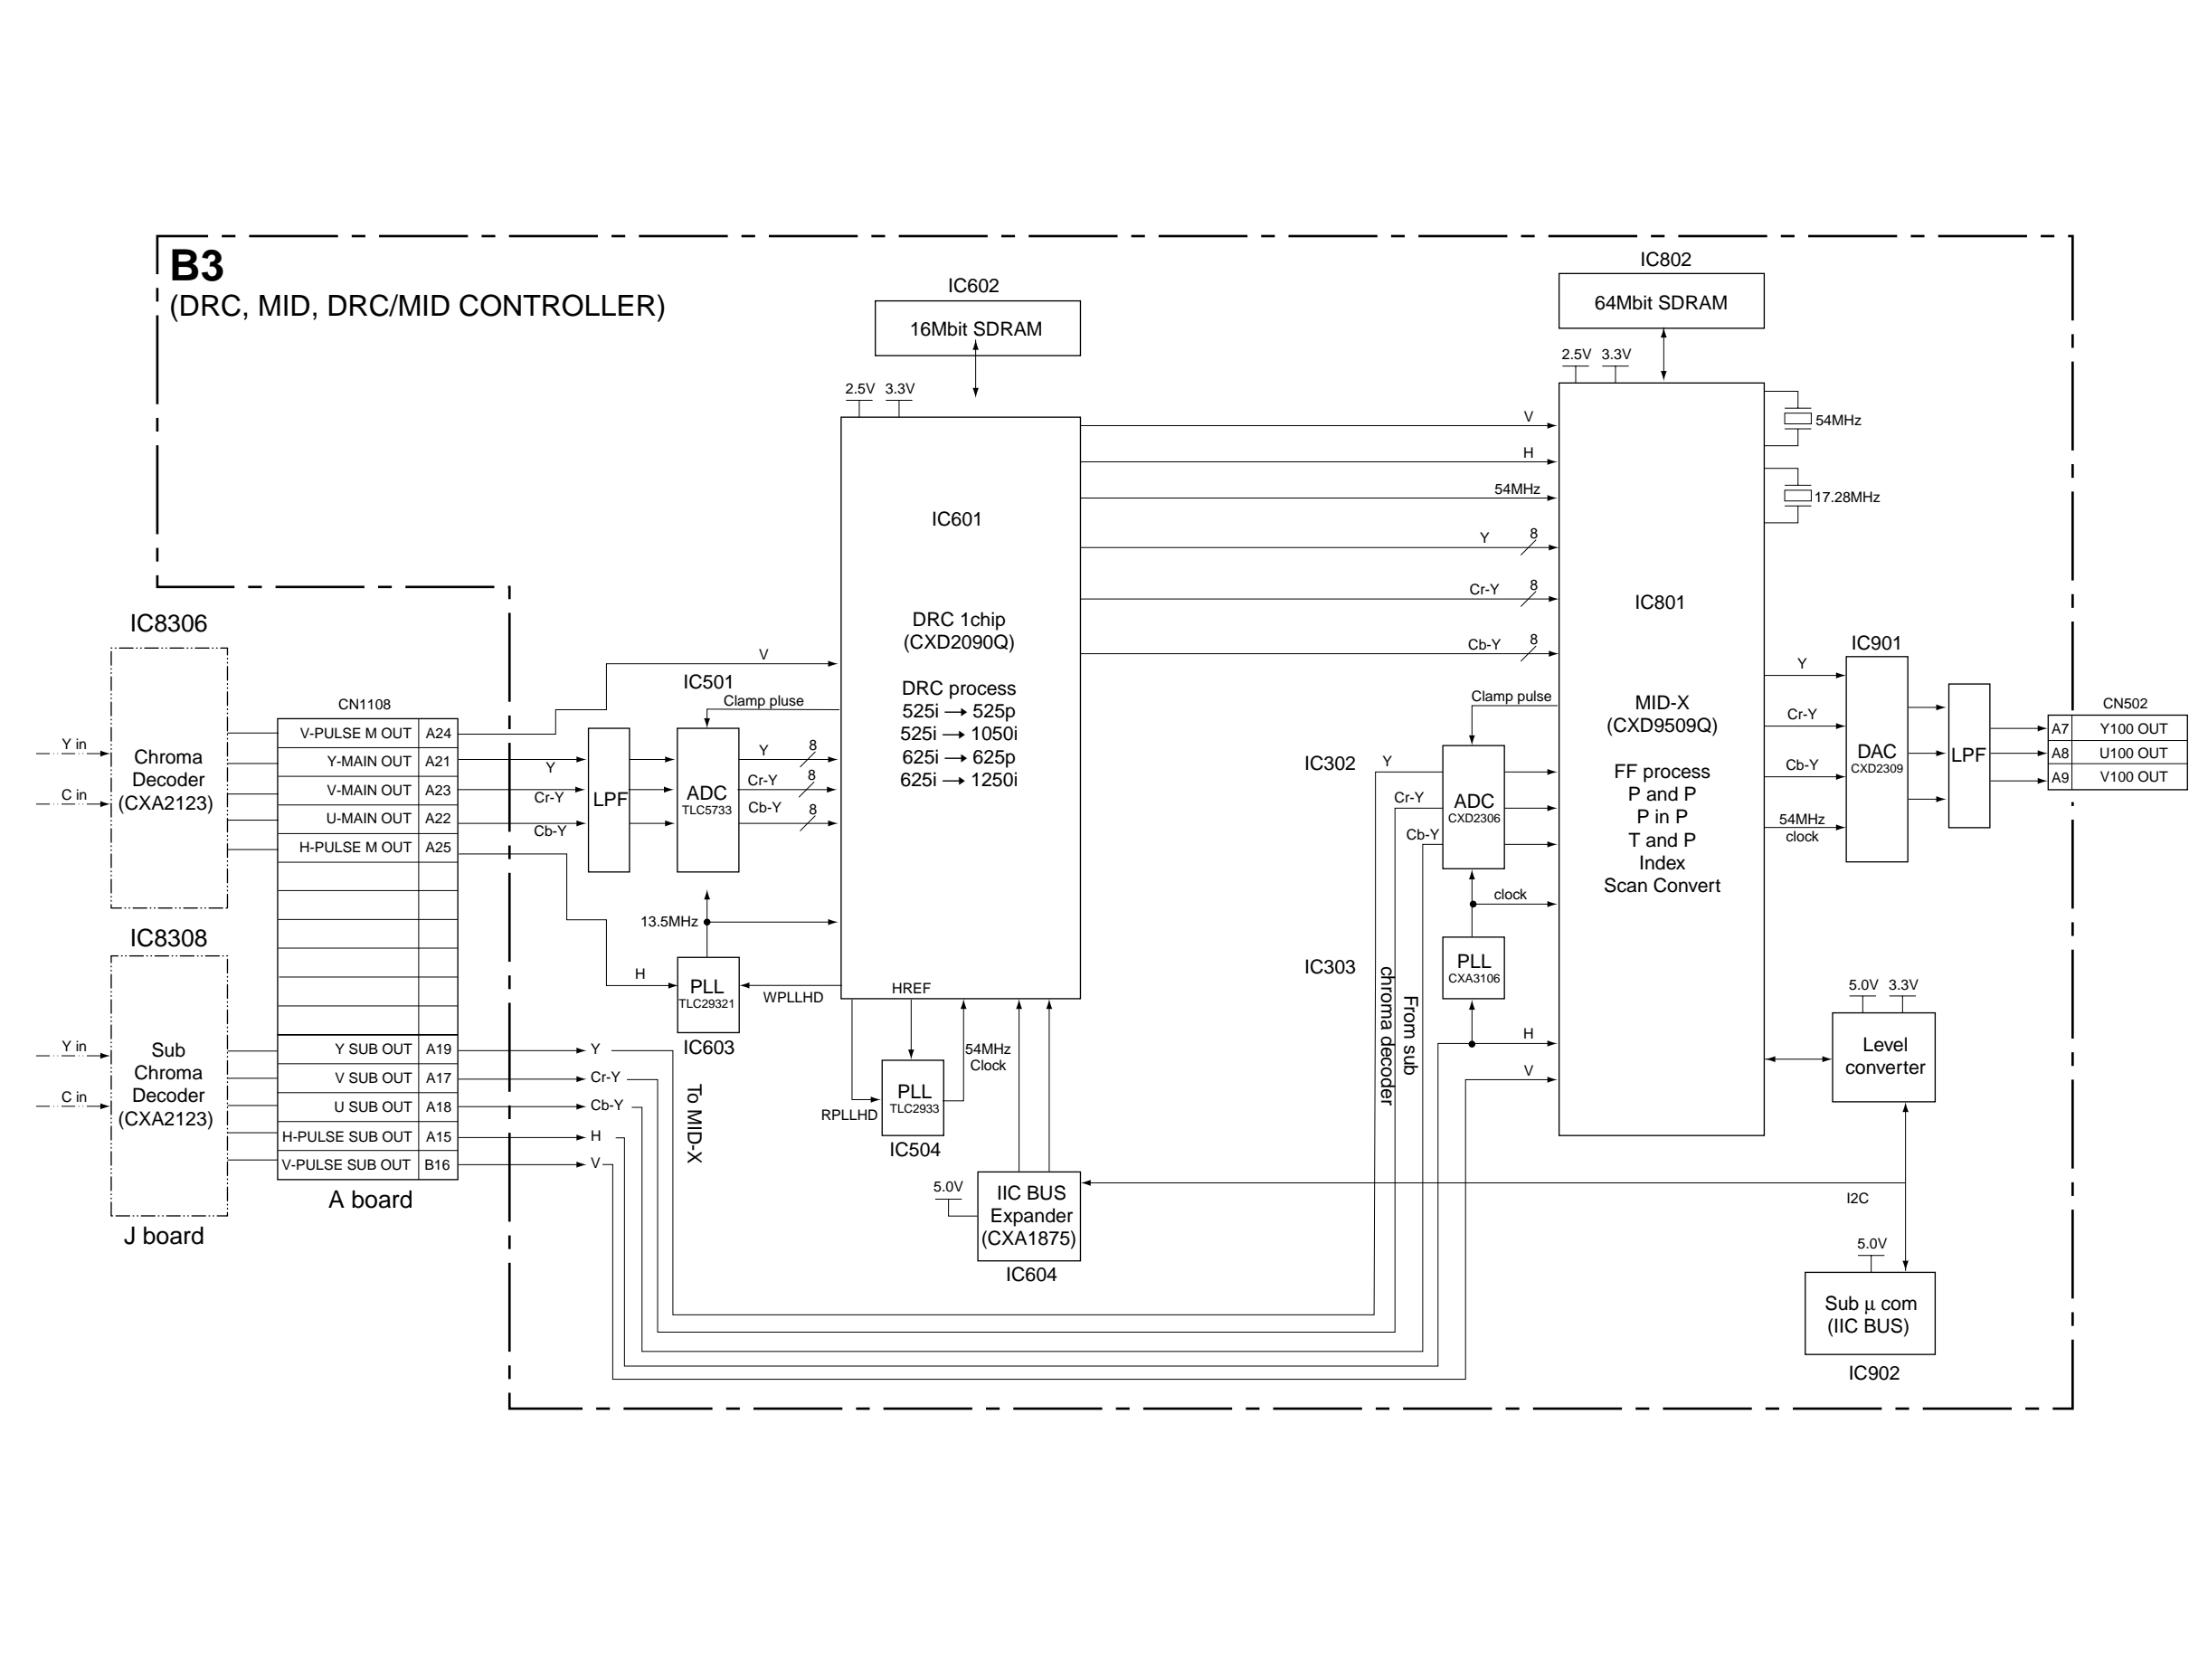 B3
(DRC, MID, DRC/MID CONTROLLER)
IC602
16Mbit SDRAM
IC802
64Mbit SDRAM
2.5V 3.3V
2.5V 3.3V
54MHz
17.28MHz
V
H
54MHz
Y 8
Cr-Y 8
Cb-Y 8
IC601
DRC 1chip
(CXD2090Q)
DRC process
525i → 525p
525i → 1050i
625i → 625p
625i → 1250i
HREF
IC801
MID-X
(CXD9509Q)
FF process
P and P
P in P
T and P
Index
Scan Convert
IC8306
Chroma
Decoder
(CXA2123)
Y in
C in
IC8308
Sub
Chroma
Decoder
(CXA2123)
Y in
C in
J board
CN1108
V-PULSE M OUT A24
Y-MAIN OUT A21
V-MAIN OUT A23
U-MAIN OUT A22
H-PULSE M OUT A25
Y SUB OUT A19
V SUB OUT A17
U SUB OUT A18
H-PULSE SUB OUT A15
V-PULSE SUB OUT B16
A board
V
Y
Cr-Y
Cb-Y
LPF
IC501
Clamp pluse
ADC
TLC5733
Y 8
Cr-Y 8
Cb-Y 8
13.5MHz
H
PLL
TLC29321
IC603
WPLLHD
Y
Cr-Y
Cb-Y
H
V
To MID-X
RPLLHD
PLL
TLC2933
IC504
54MHz
Clock
5.0V
IIC BUS
Expander
(CXA1875)
IC604
Clamp pulse
IC302
Y
Cr-Y
Cb-Y
ADC
CXD2306
clock
IC303
PLL
CXA3106
From sub
chroma decoder
H
V
IC901
Y
Cr-Y
Cb-Y
54MHz
clock
DAC
CXD2309
LPF
CN502
A7 Y100 OUT
A8 U100 OUT
A9 V100 OUT
5.0V 3.3V
Level
converter
I2C
5.0V
Sub μ com
(IIC BUS)
IC902